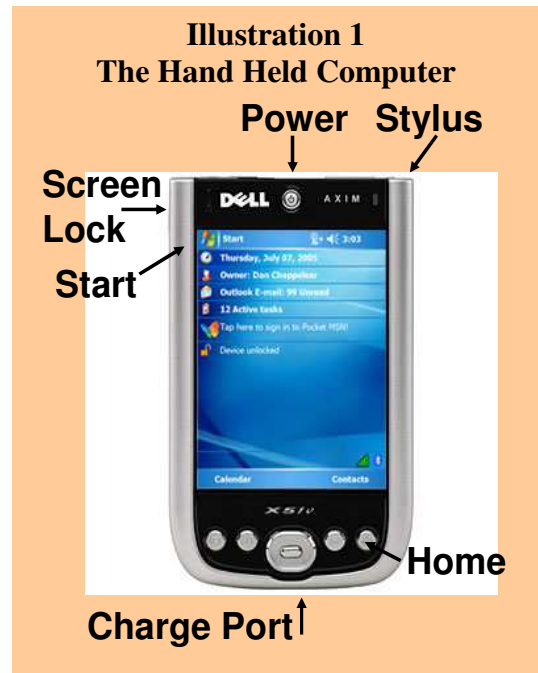 Illustration 1
The Hand Held Computer
Power Stylus
Screen
Lock
Start
DELL AXIM
Start 3:03
Thursday, July 07, 2005
Owner: Dan Chappelear
Outlook E-mail: 99 Unread
12 Active tasks
Tap here to sign in to Pocket MSN!
Device unlocked
Calendar Contacts
X51v
Home
Charge Port